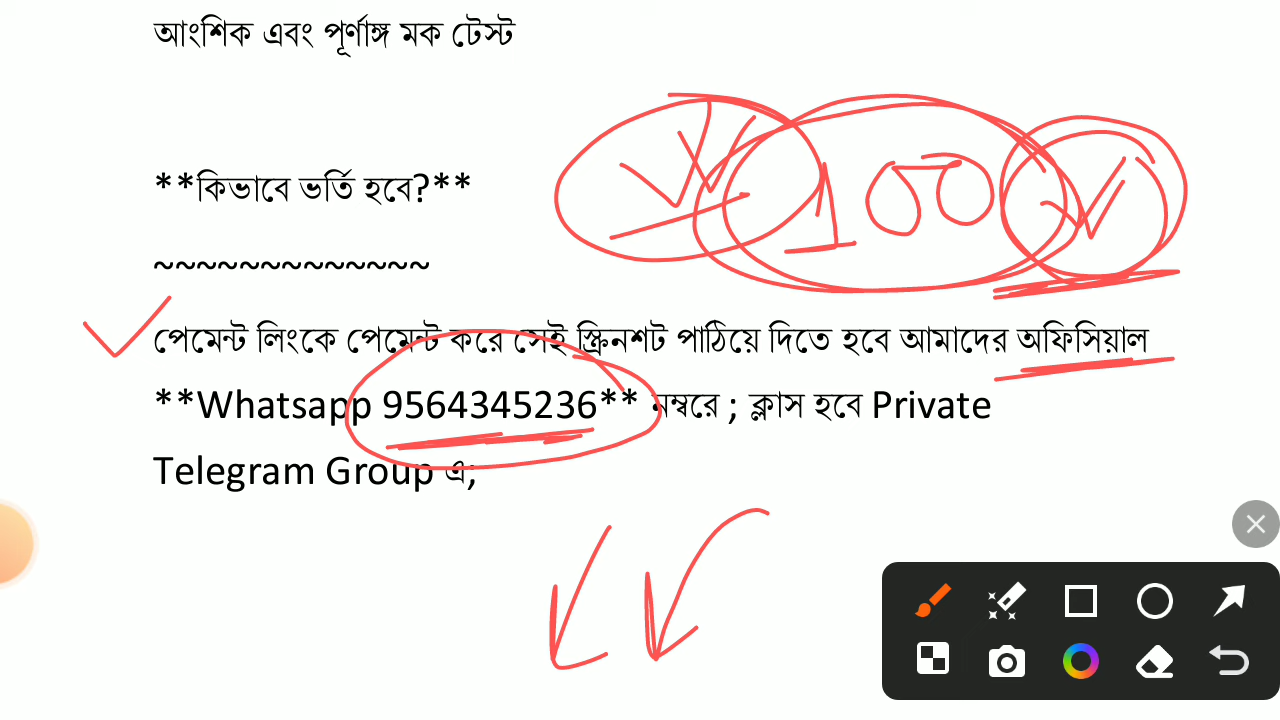 আংশিক এবং পূর্ণাঙ্গ মক টেস্ট
**কিভাবে ভর্তি হবে?**
100
~~~~~~~~~~~~~
পেমেন্ট লিংকে পেমেন্ট করে সেই স্ক্রিনশট পাঠিয়ে দিতে হবে আমাদের অফিসিয়াল
**Whatsapp 9564345236** নম্বরে ; ক্লাস হবে Private
Telegram Group এ;